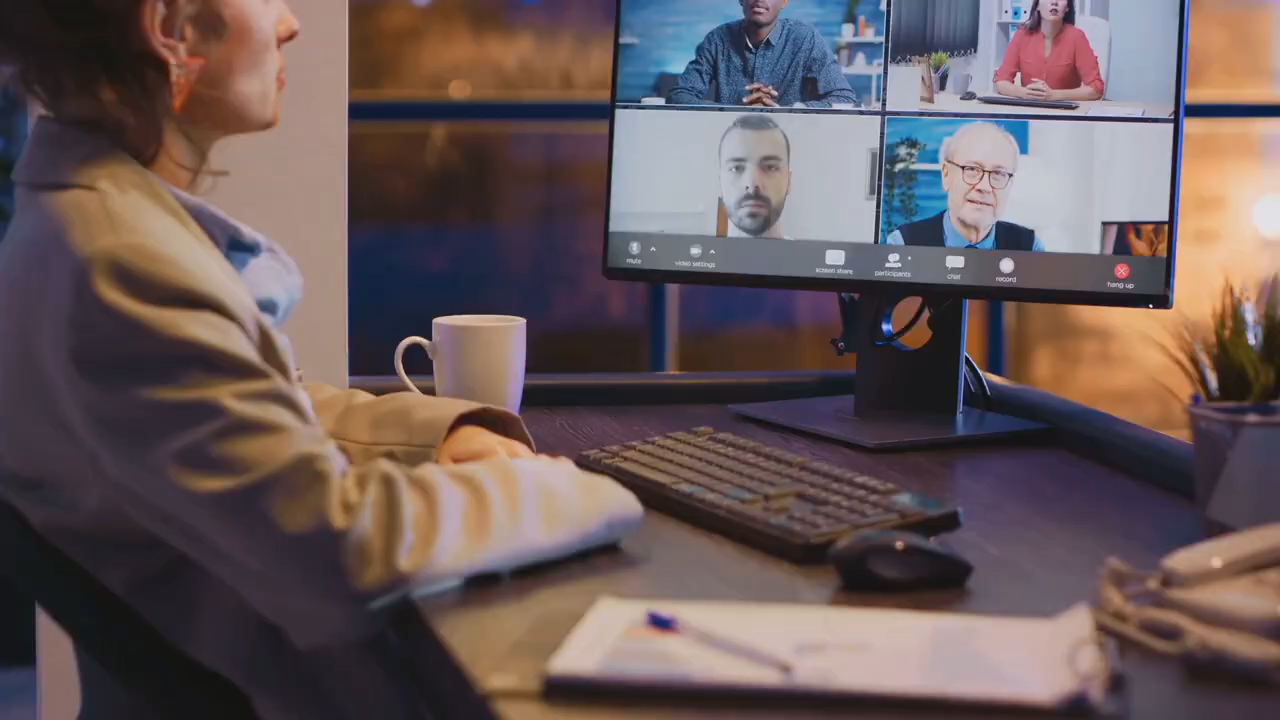 mute
video settings
screen share
participants
chat
record
hang up